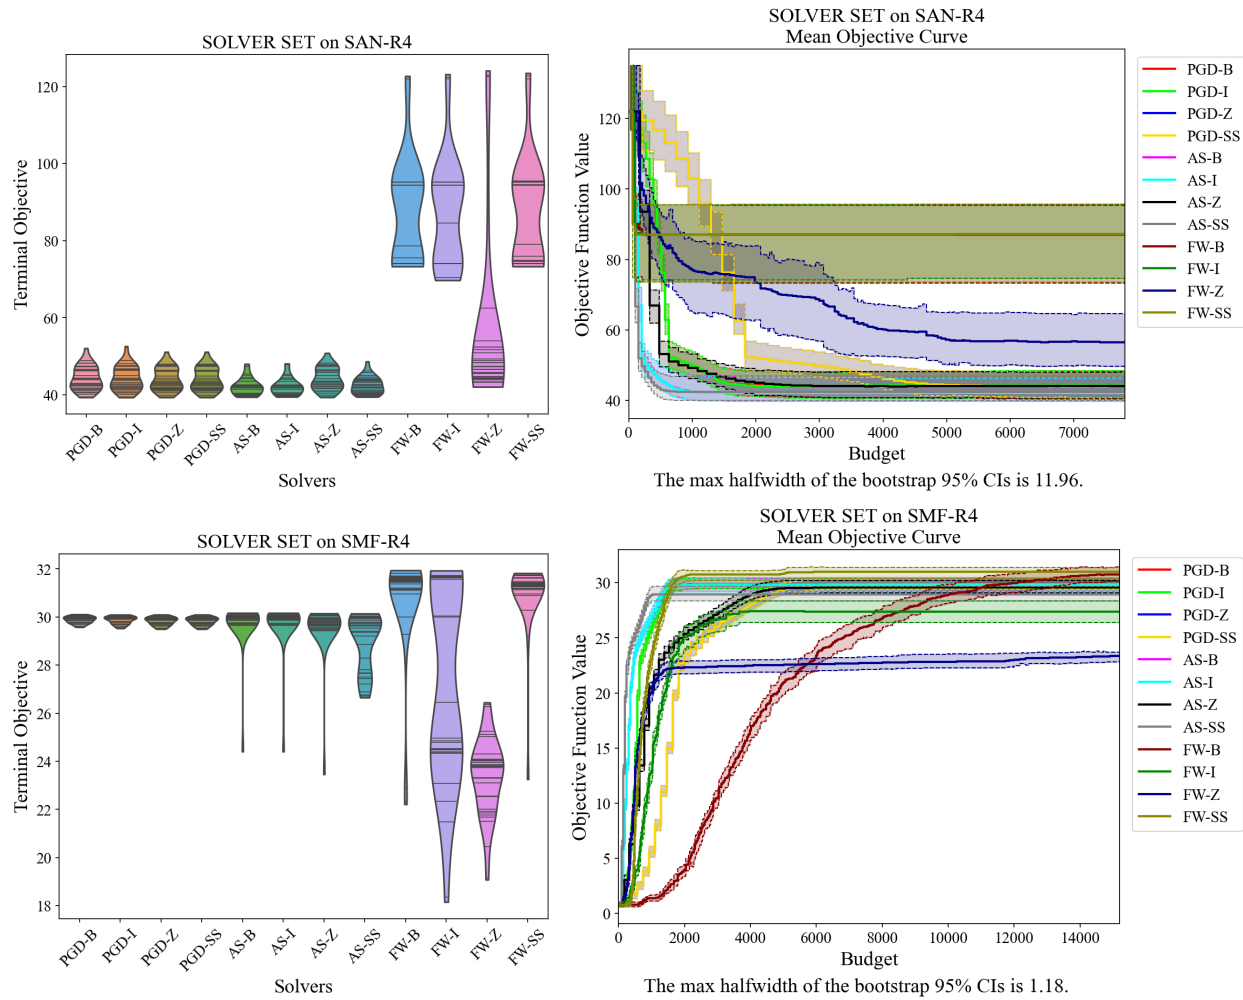 SOLVER SET on SAN-R4
Terminal Objective
120
100
80
60
40
PGD-B
PGD-I
PGD-Z
PGD-SS
AS-B
AS-I
AS-Z
AS-SS
FW-B
FW-I
FW-Z
FW-SS
Solvers
SOLVER SET on SAN-R4
Mean Objective Curve
Objective Function Value
120
100
80
60
40
0
1000
2000
3000
4000
5000
6000
7000
Budget
The max halfwidth of the bootstrap 95% CIs is 11.96.
PGD-B
PGD-I
PGD-Z
PGD-SS
AS-B
AS-I
AS-Z
AS-SS
FW-B
FW-I
FW-Z
FW-SS
SOLVER SET on SMF-R4
Terminal Objective
32
30
28
26
24
22
20
18
PGD-B
PGD-I
PGD-Z
PGD-SS
AS-B
AS-I
AS-Z
AS-SS
FW-B
FW-I
FW-Z
FW-SS
Solvers
SOLVER SET on SMF-R4
Mean Objective Curve
Objective Function Value
30
25
20
15
10
5
0
0
2000
4000
6000
8000
10000
12000
14000
Budget
The max halfwidth of the bootstrap 95% CIs is 1.18.
PGD-B
PGD-I
PGD-Z
PGD-SS
AS-B
AS-I
AS-Z
AS-SS
FW-B
FW-I
FW-Z
FW-SS